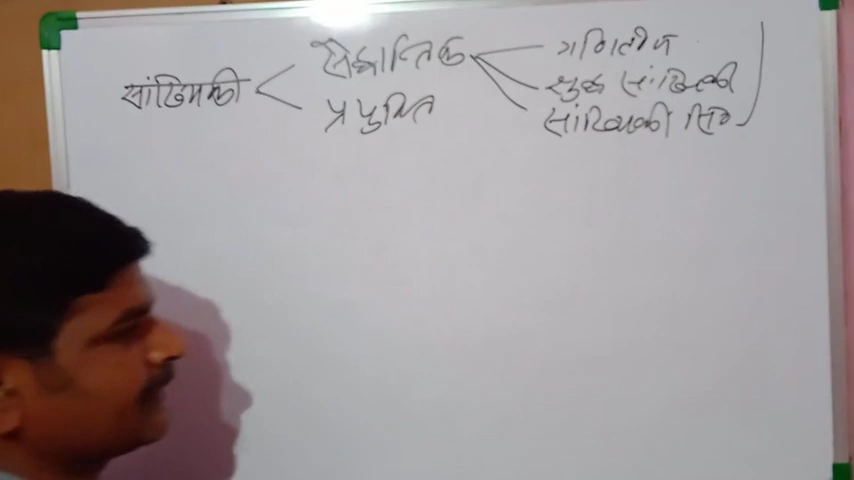 सांख्यिकी
सैद्धान्तिक
प्रयुक्ति
गणितीय
शुद्ध सांख्यिकी
सांख्यिकी सिद्ध